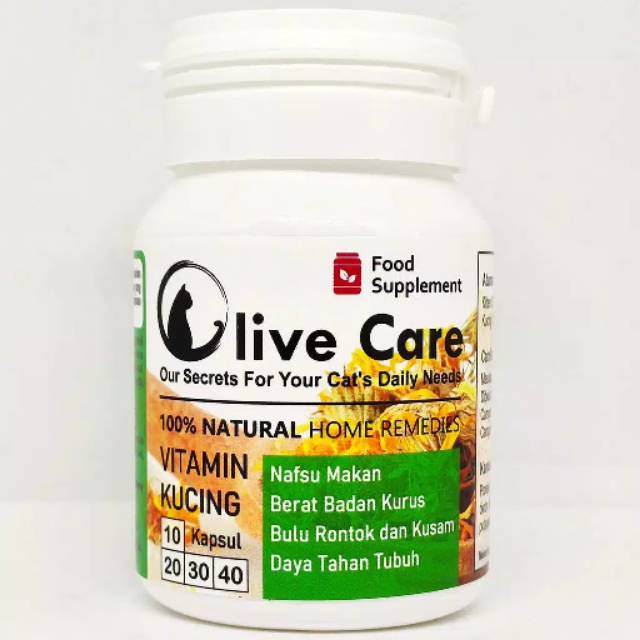 Food
Supplement
live Care
Our Secrets For Your Cat's Daily Needs
100% NATURAL HOME REMEDIES
VITAMIN
KUCING
10 Kapsul
20 30 40
Nafsu Makan
Berat Badan Kurus
Bulu Rontok dan Kusam
Daya Tahan Tubuh